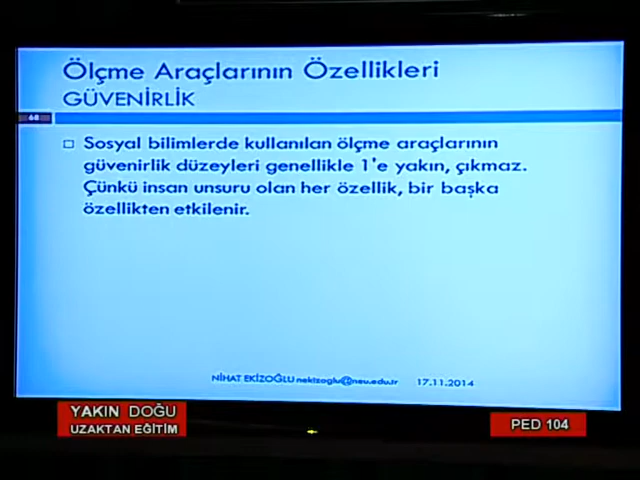 Ölçme Araçlarının Özellikleri
GÜVENİRLİK
68
Sosyal bilimlerde kullanılan ölçme araçlarının
güvenirlik düzeyleri genellikle 1'e yakın, çıkmaz.
Çünkü insan unsuru olan her özellik, bir başka
özellikten etkilenir.
NİHAT EKİZOĞLU nekizoglu@neu.edu.tr 17.11.2014
YAKIN DOĞU
UZAKTAN EĞİTİM
PED 104